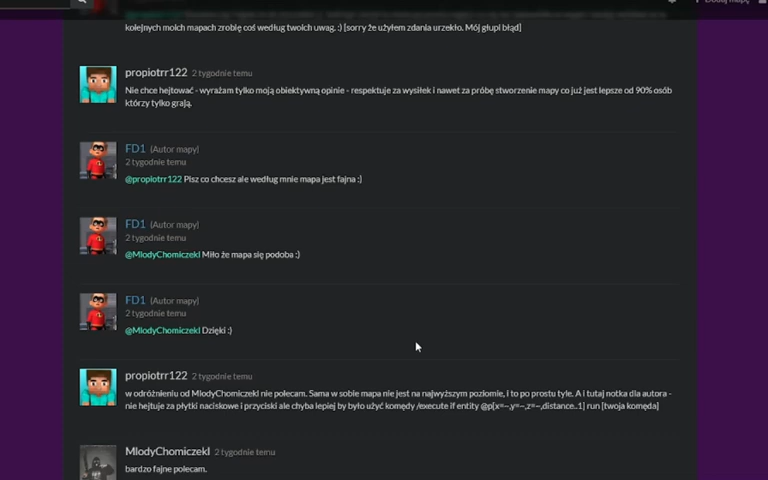 Dodaj mapę
kolejnych moich mapach zrobię coś według twoich uwag. :) [sorry że użyłem zdania urzekło. Mój głupi błąd]
propiotrr122 2 tygodnie temu
Nie chce hejtować - wyrażam tylko moją obiektywną opinie - respektuje za wysiłek i nawet za próbę stworzenie mapy co już jest lepsze od 90% osób
którzy tylko grają.
FD1 (Autor mapy)
2 tygodnie temu
@propiotrr122 Pisz co chcesz ale według mnie mapa jest fajna :)
FD1 (Autor mapy)
2 tygodnie temu
@MlodyChomiczekl Miło że mapa się podoba :)
FD1 (Autor mapy)
2 tygodnie temu
@MlodyChomiczekl Dzięki :)
propiotrr122 2 tygodnie temu
w odróżnieniu od MlodyChomiczekl nie polecam. Sama w sobie mapa nie jest na najwyższym poziomie, i to po prostu tyle. A i tutaj notka dla autora -
nie hejtuje za płytki naciskowe i przyciski ale chyba lepiej by było użyć komędy /execute if entity @p[x=~,y=~,z=~,distance..1] run [twoja komęda]
MlodyChomiczekl 2 tygodnie temu
bardzo fajne polecam.